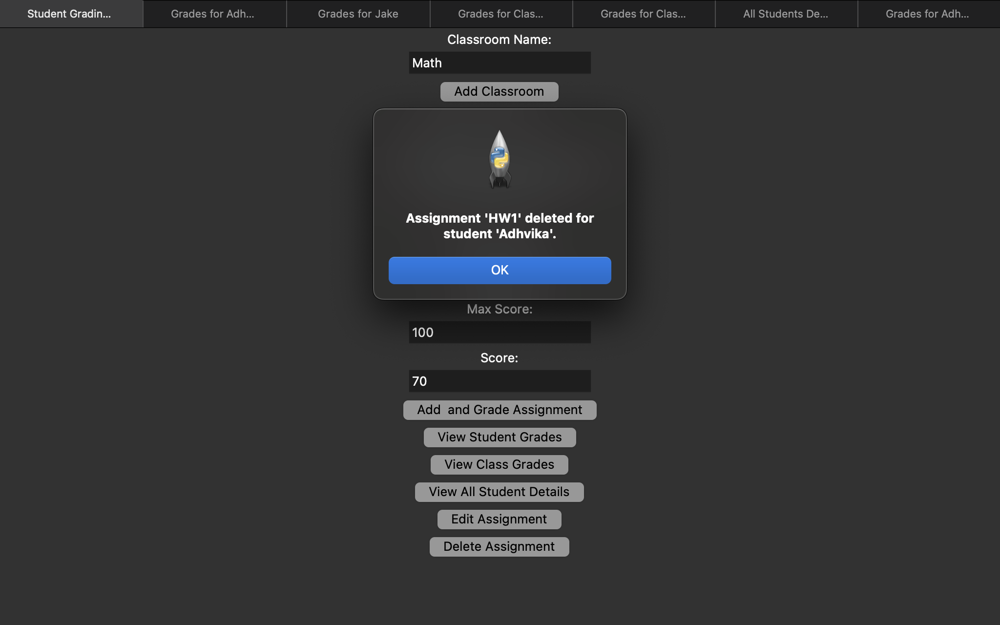 Student Gradin...
Grades for Adh...
Grades for Jake
Grades for Clas...
Grades for Clas...
All Students De...
Grades for Adh...
Classroom Name:
Math
Add Classroom
Assignment 'HW1' deleted for
student 'Adhvika'.
OK
Max Score:
100
Score:
70
Add  and Grade Assignment
View Student Grades
View Class Grades
View All Student Details
Edit Assignment
Delete Assignment